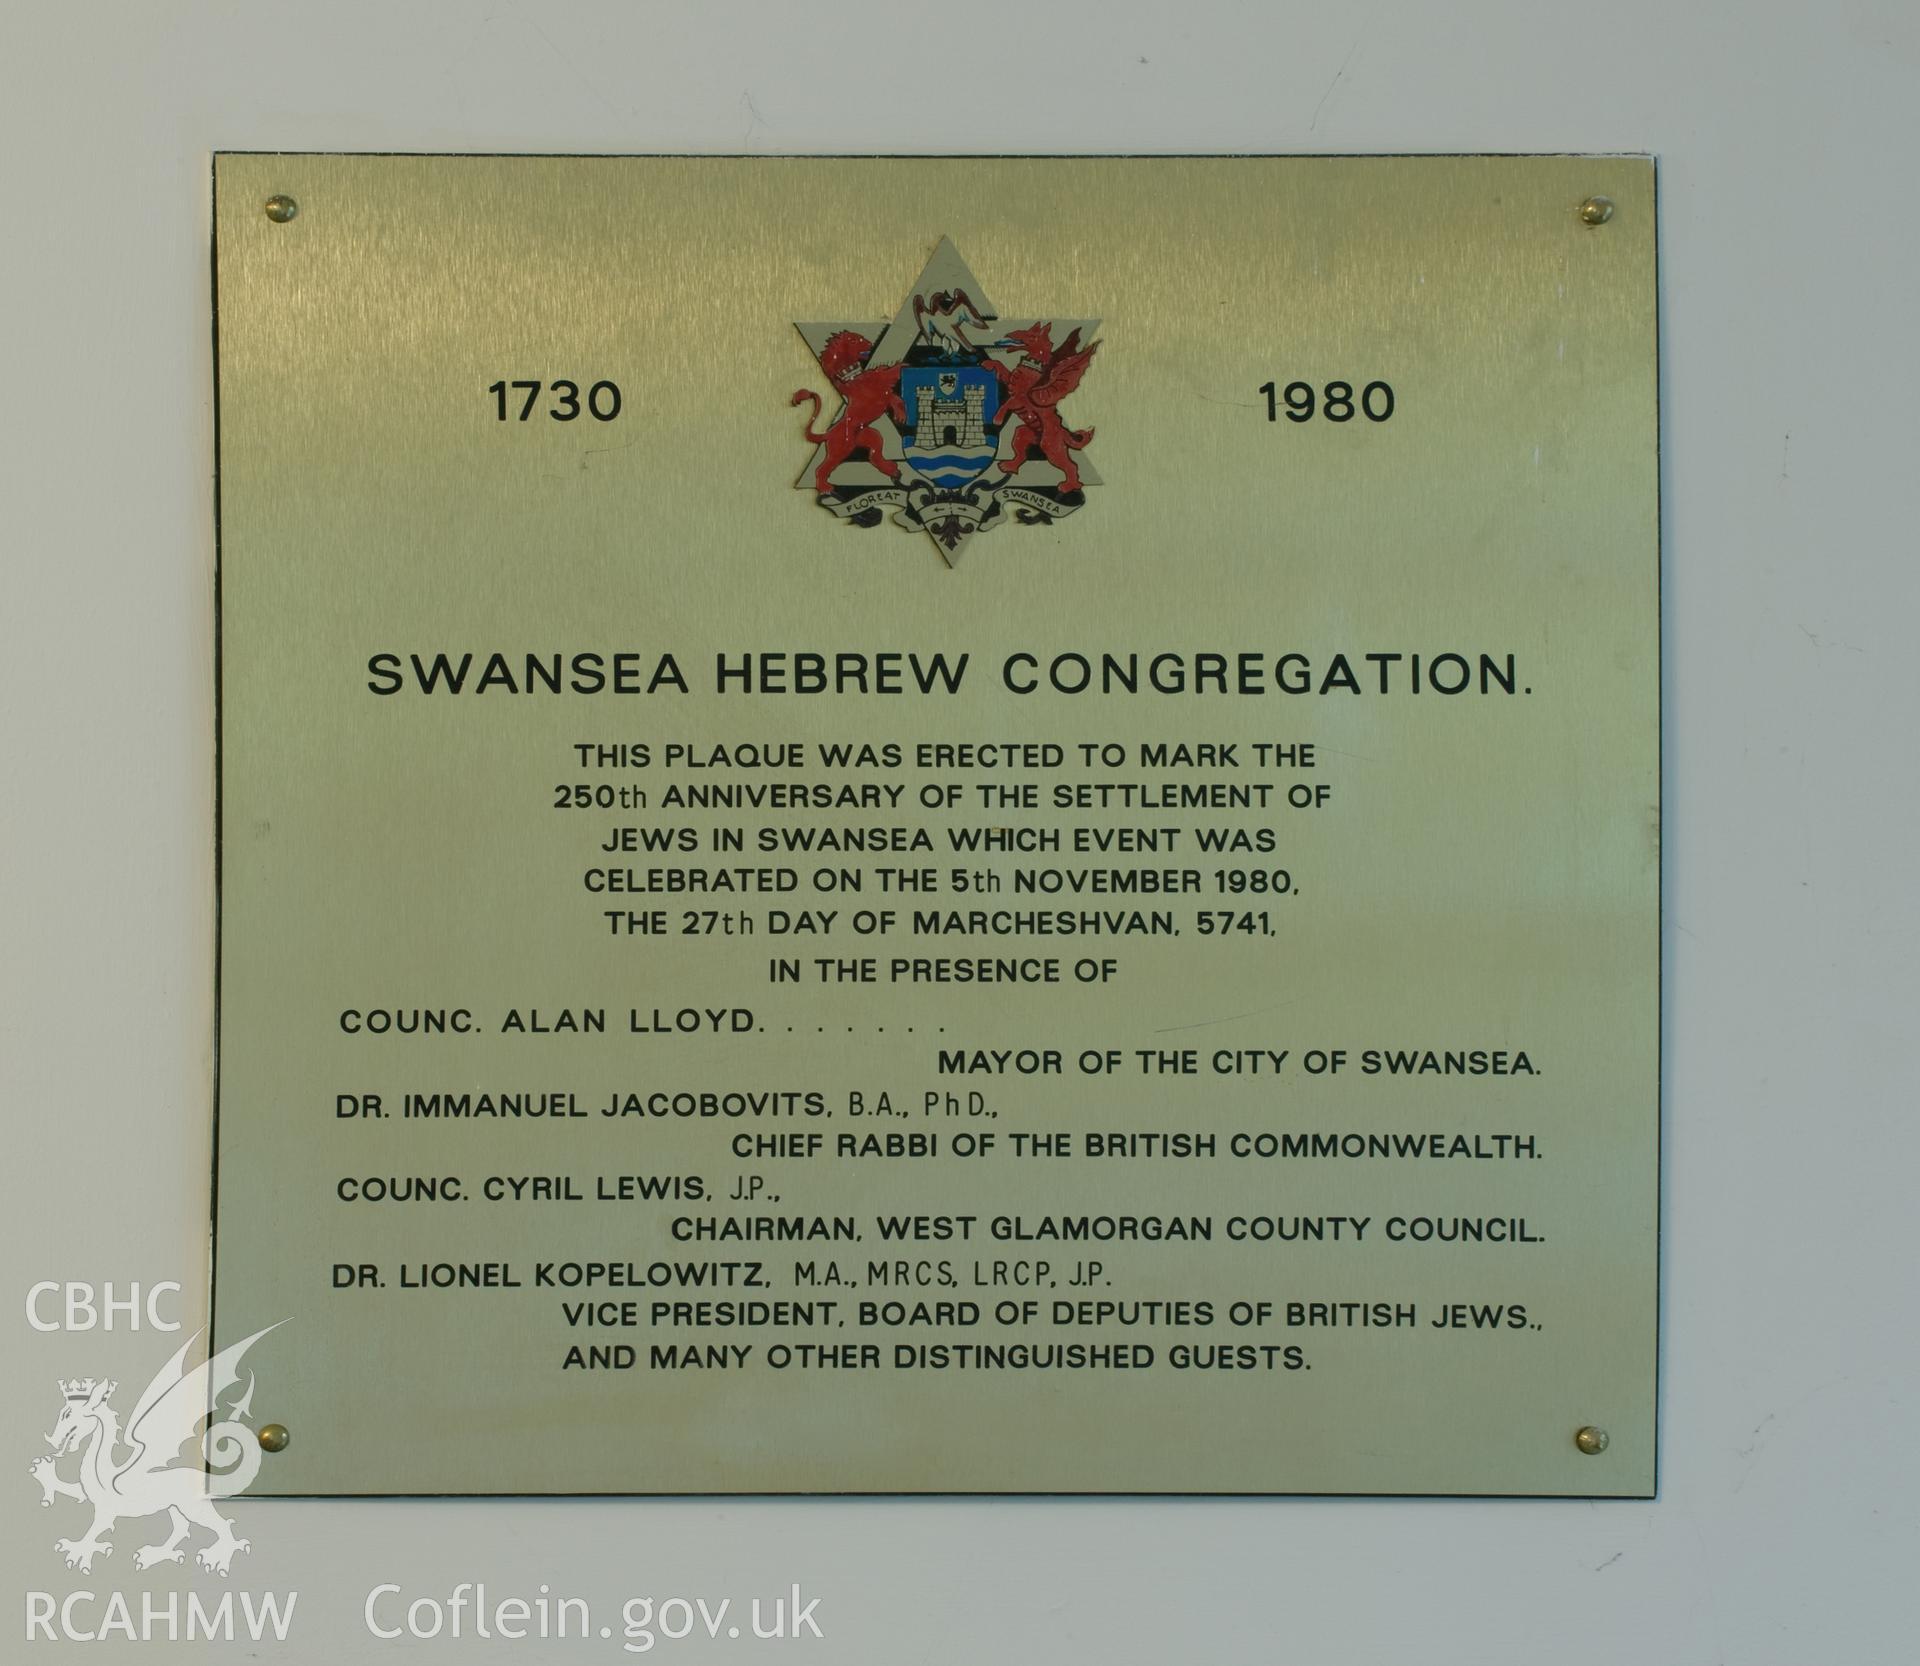 1730 1980
FLOREAT SWANSEA
SWANSEA HEBREW CONGREGATION.
THIS PLAQUE WAS ERECTED TO MARK THE
250th ANNIVERSARY OF THE SETTLEMENT OF
JEWS IN SWANSEA WHICH EVENT WAS
CELEBRATED ON THE 5th NOVEMBER 1980,
THE 27th DAY OF MARCHESHVAN, 5741,
IN THE PRESENCE OF
COUNC. ALAN LLOYD. . . . . . .
MAYOR OF THE CITY OF SWANSEA.
DR. IMMANUEL JACOBOVITS, B.A., PhD.,
CHIEF RABBI OF THE BRITISH COMMONWEALTH.
COUNC. CYRIL LEWIS, J.P.,
CHAIRMAN, WEST GLAMORGAN COUNTY COUNCIL.
DR. LIONEL KOPELOWITZ, M.A., MRCS, LRCP, J.P.
VICE PRESIDENT, BOARD OF DEPUTIES OF BRITISH JEWS.,
AND MANY OTHER DISTINGUISHED GUESTS.
CBHC
RCAHMW
Coflein.gov.uk